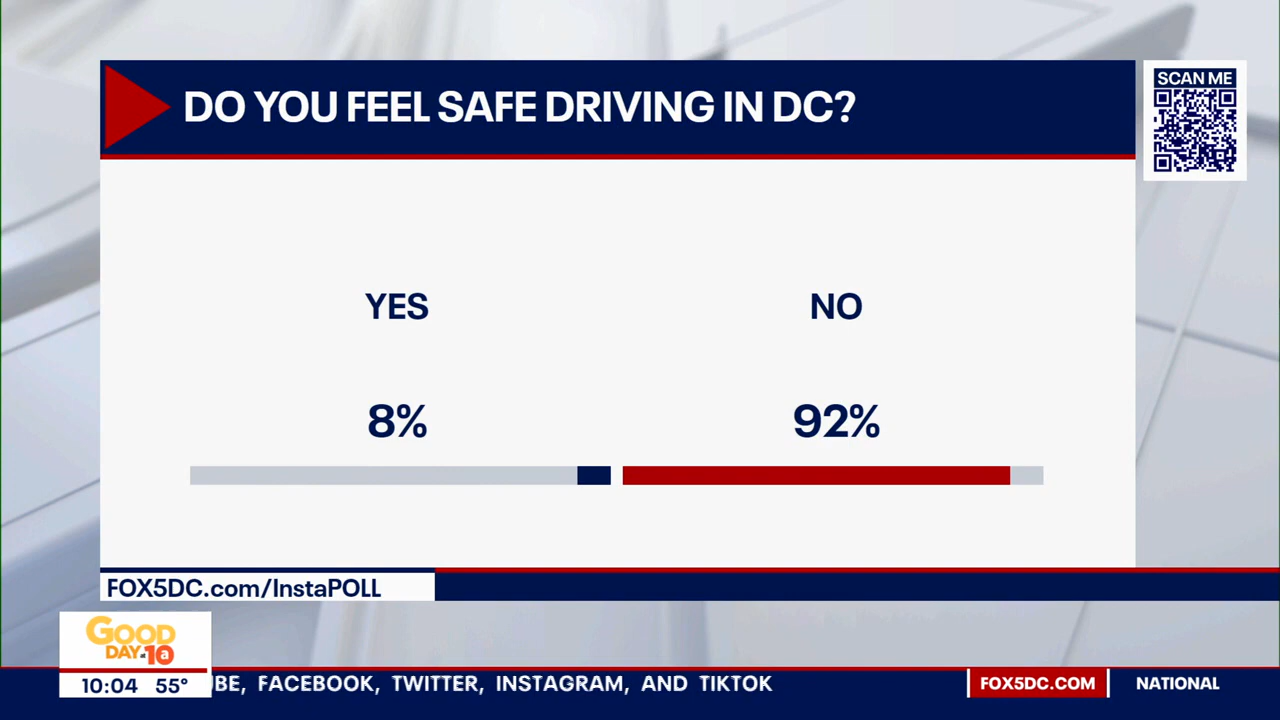 DO YOU FEEL SAFE DRIVING IN DC?
SCAN ME
YES
NO
8%
92%
FOX5DC.com/InstaPOLL
GOOD
DAY at 10a
10:04 55°
BE, FACEBOOK, TWITTER, INSTAGRAM, AND TIKTOK
FOX5DC.COM
NATIONAL